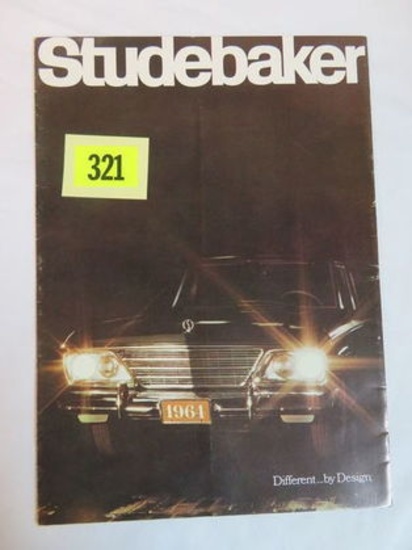 Studebaker
321
1964
Different...by Design